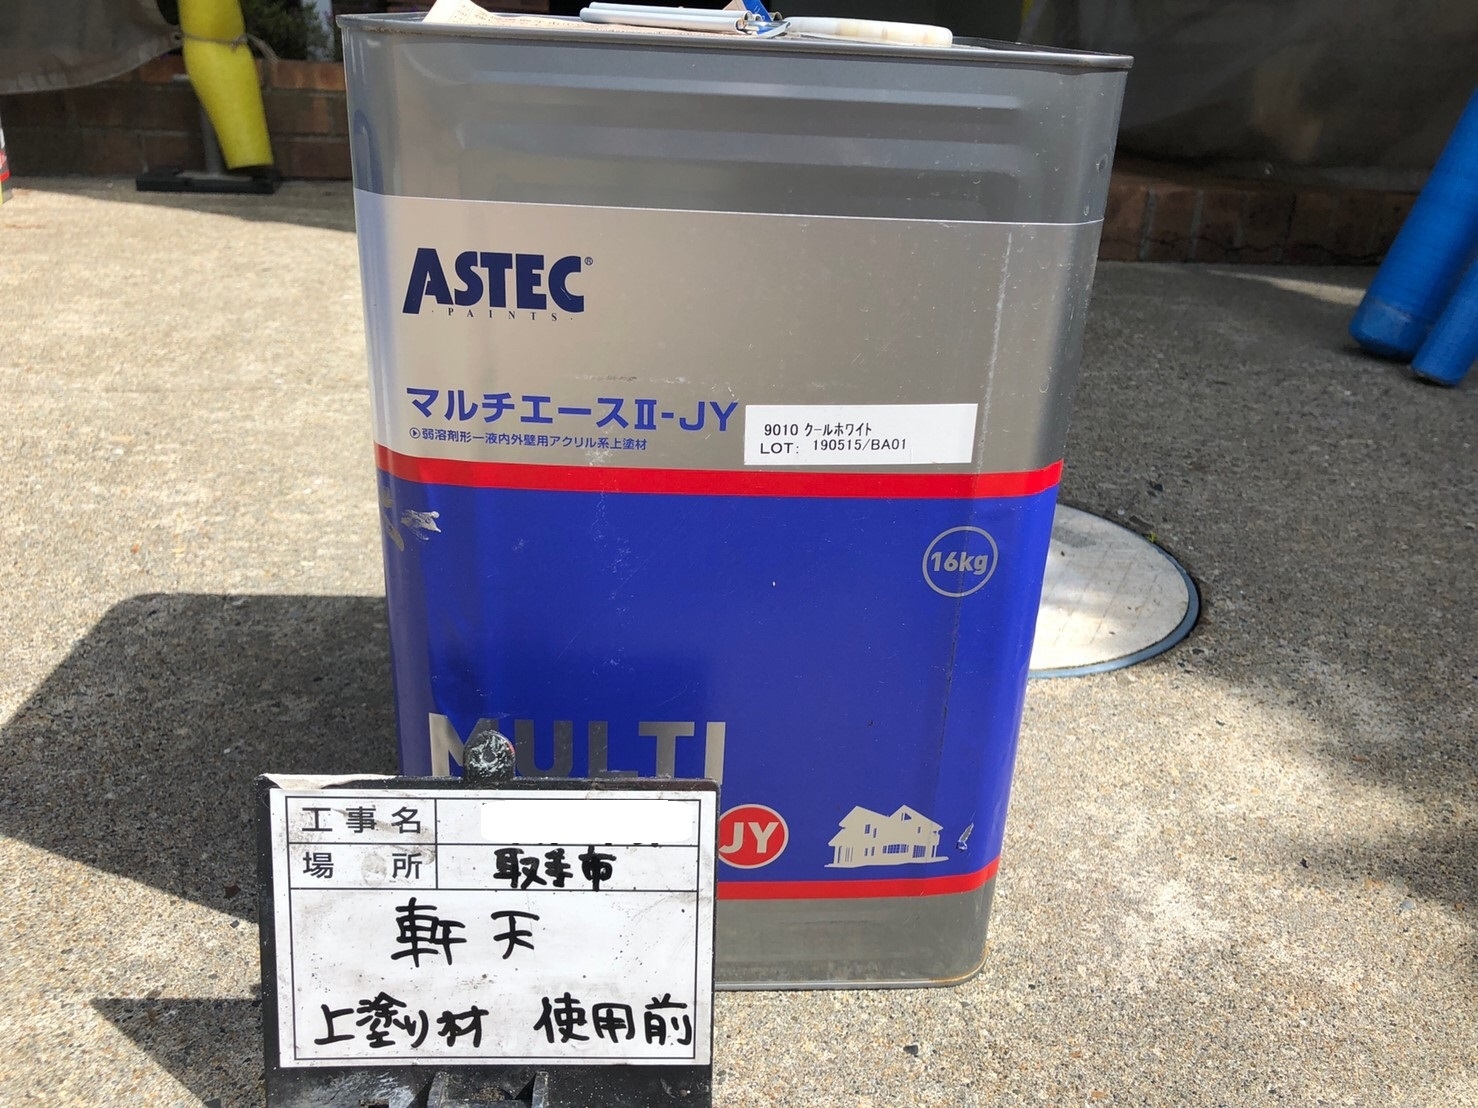 ASTEC®
PAINTS
マルチエースⅡ-JY
弱溶剤形一液内外壁用アクリル系上塗材
9010 クールホワイト
LOT: 190515/BA01
16kg
MULTI
JY
工事名
場所 取手市
軒天
上塗り材 使用前